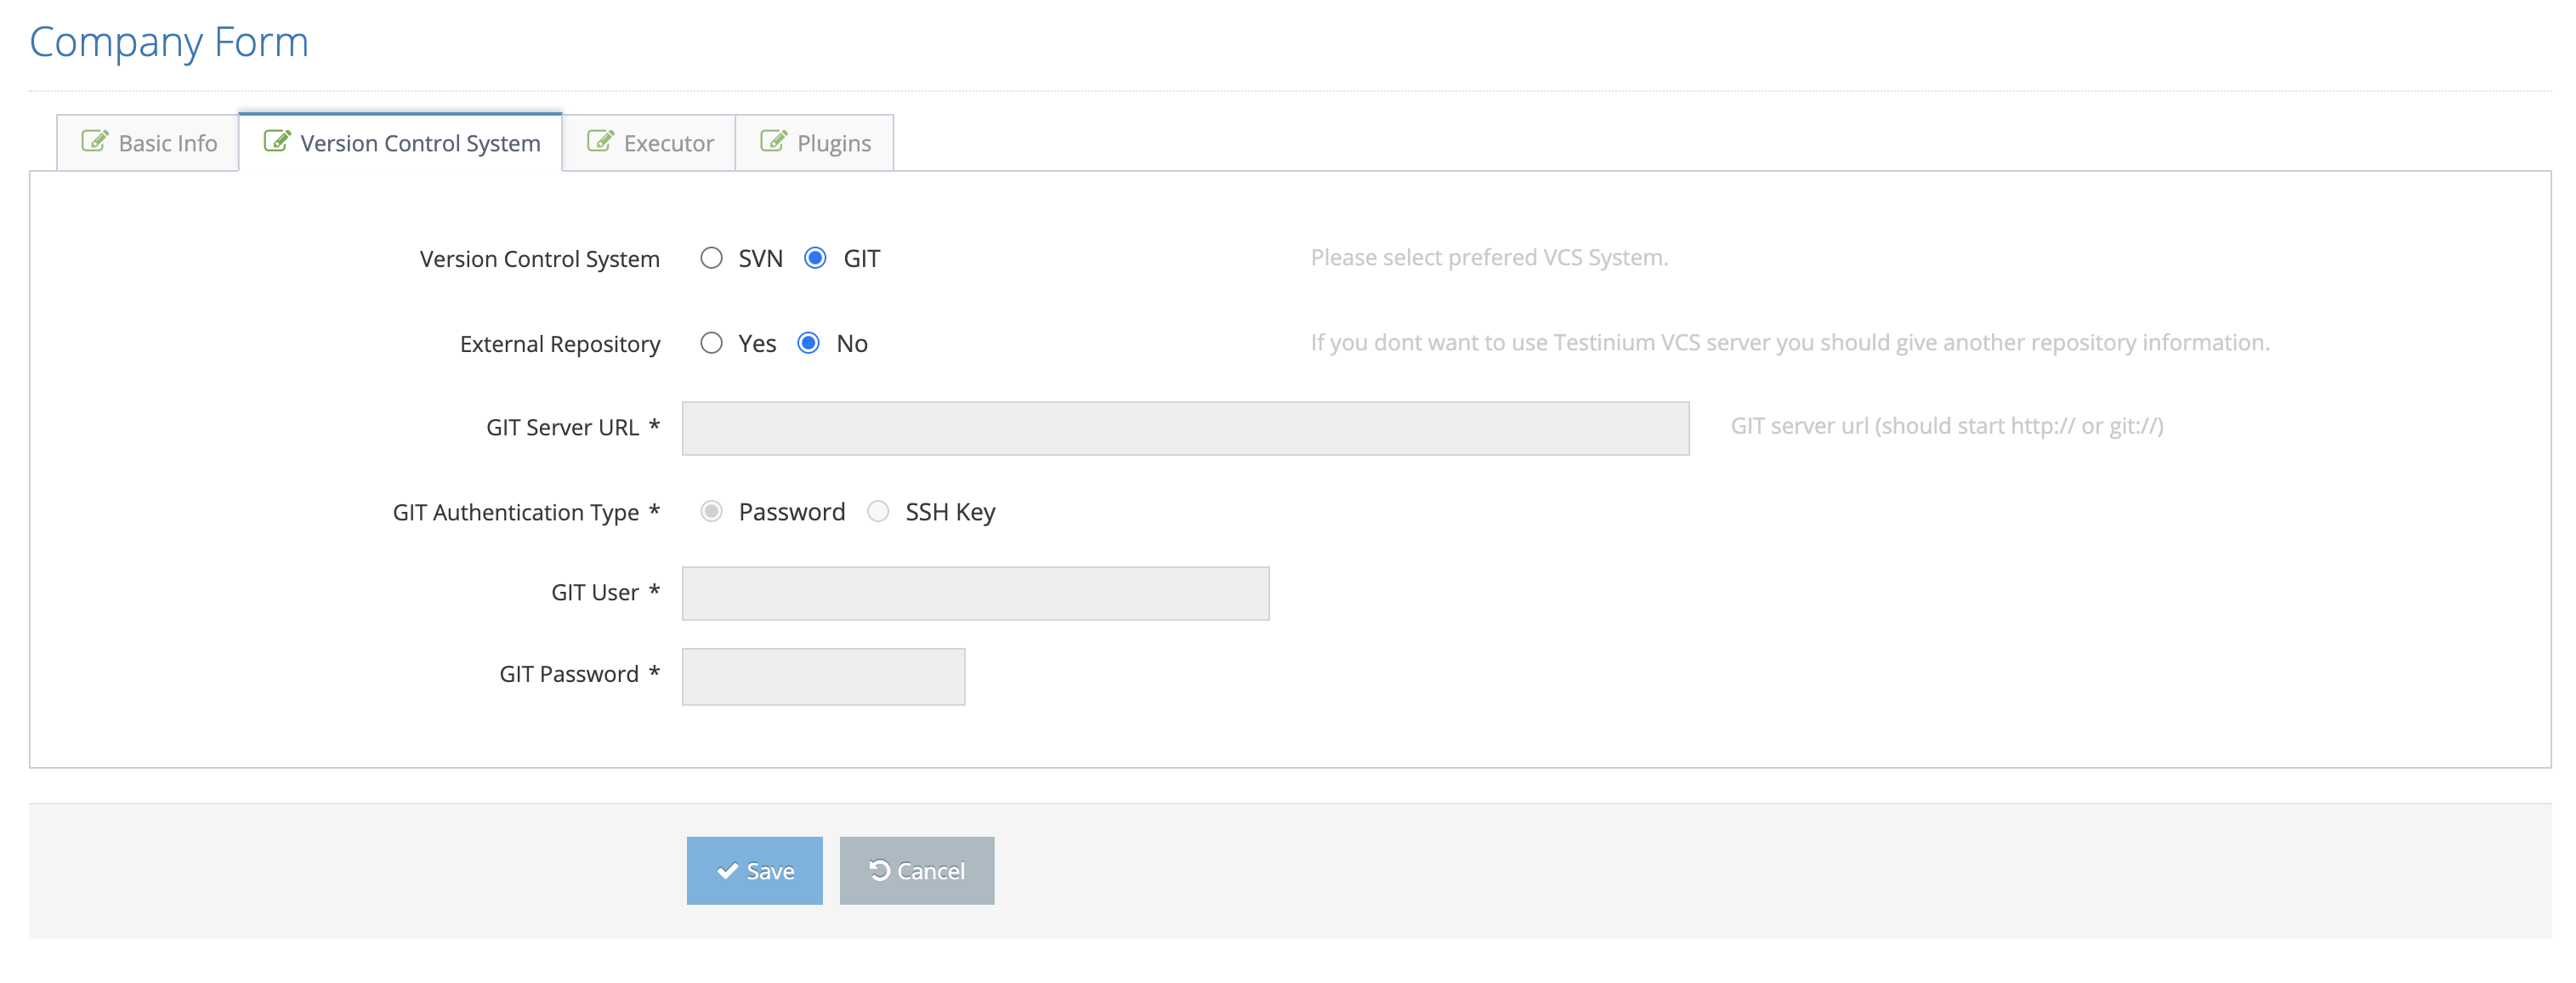 Company Form
Basic Info
Version Control System
Executor
Plugins
Version Control System SVN GIT Please select prefered VCS System.
External Repository Yes No If you dont want to use Testinium VCS server you should give another repository information.
GIT Server URL * GIT server url (should start http:// or git://)
GIT Authentication Type * Password SSH Key
GIT User *
GIT Password *
Save Cancel